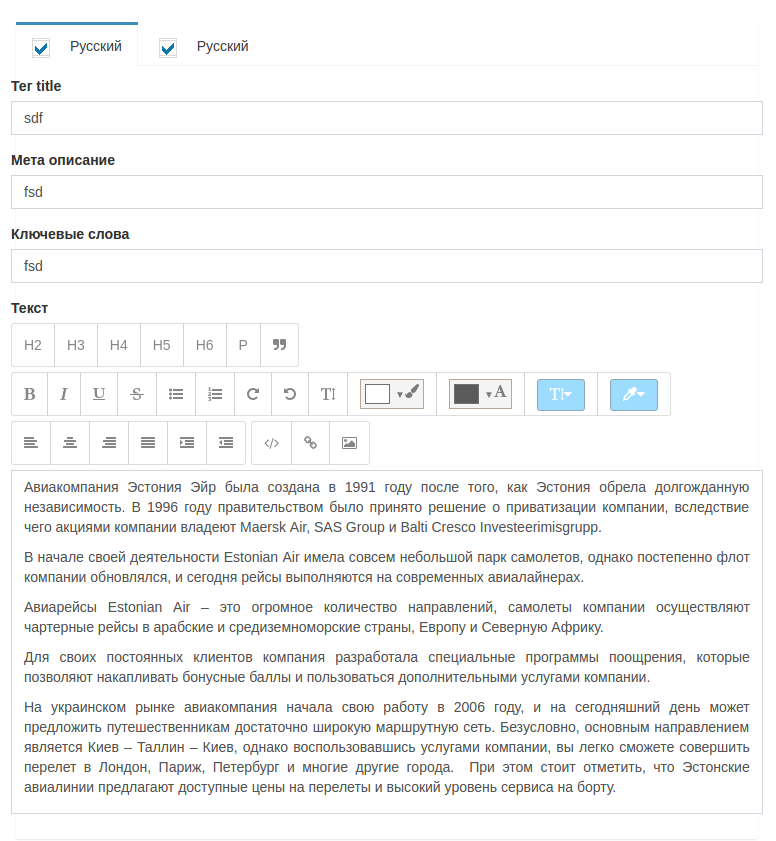 Русский Русский
Тег title
sdf
Мета описание
fsd
Ключевые слова
fsd
Текст
H2 H3 H4 H5 H6 P
B I U S T A T
Авиакомпания Эстония Эйр была создана в 1991 году после того, как Эстония обрела долгожданную
независимость. В 1996 году правительством было принято решение о приватизации компании, вследствие
чего акциями компании владеют Maersk Air, SAS Group и Balti Cresco Investeerimisgrupp.
В начале своей деятельности Estonian Air имела совсем небольшой парк самолетов, однако постепенно флот
компании обновлялся, и сегодня рейсы выполняются на современных авиалайнерах.
Авиарейсы Estonian Air – это огромное количество направлений, самолеты компании осуществляют
чартерные рейсы в арабские и средиземноморские страны, Европу и Северную Африку.
Для своих постоянных клиентов компания разработала специальные программы поощрения, которые
позволяют накапливать бонусные баллы и пользоваться дополнительными услугами компании.
На украинском рынке авиакомпания начала свою работу в 2006 году, и на сегодняшний день может
предложить путешественникам достаточно широкую маршрутную сеть. Безусловно, основным направлением
является Киев – Таллин – Киев, однако воспользовавшись услугами компании, вы легко сможете совершить
перелет в Лондон, Париж, Петербург и многие другие города. При этом стоит отметить, что Эстонские
авиалинии предлагают доступные цены на перелеты и высокий уровень сервиса на борту.